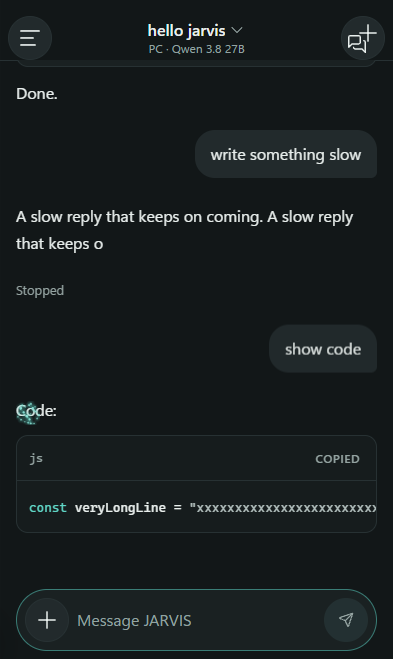 hello jarvis
PC · Qwen 3.8 27B
Done.
write something slow
A slow reply that keeps on coming. A slow reply
that keeps o
Stopped
show code
Code:
js
COPIED
const veryLongLine = "xxxxxxxxxxxxxxxxxxxxxxxx
Message JARVIS